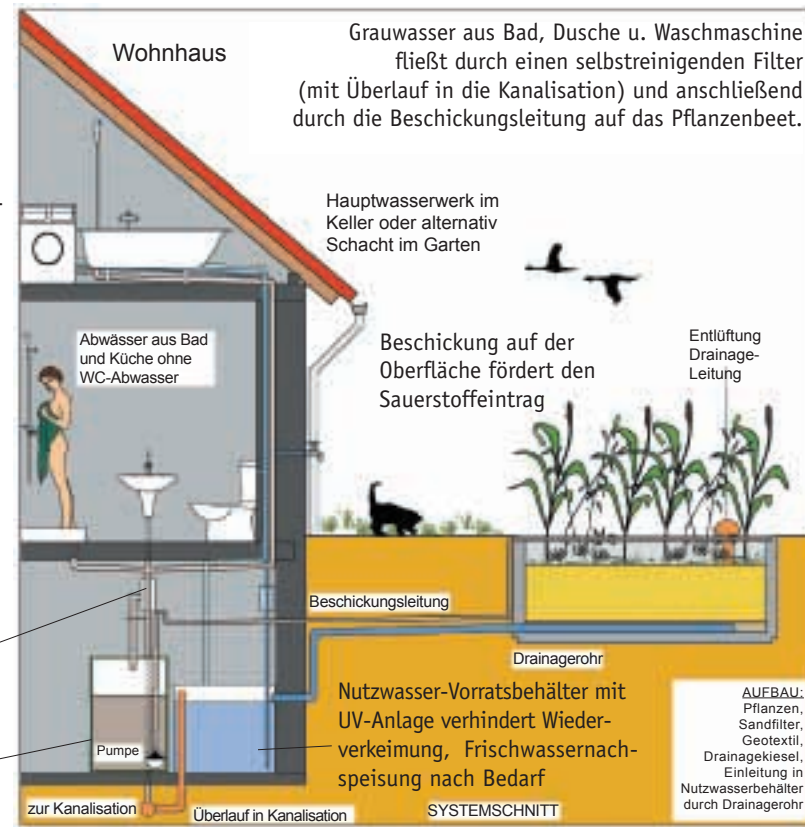 Wohnhaus
Grauwasser aus Bad, Dusche u. Waschmaschine
fließt durch einen selbstreinigenden Filter
(mit Überlauf in die Kanalisation) und anschließend
durch die Beschickungsleitung auf das Pflanzenbeet.
Hauptwasserwerk im
Keller oder alternativ
Schacht im Garten
Abwässer aus Bad
und Küche ohne
WC-Abwasser
Beschickung auf der
Oberfläche fördert den
Sauerstoffeintrag
Entlüftung
Drainage-
Leitung
Beschickungsleitung
Drainagerohr
Nutzwasser-Vorratsbehälter mit
UV-Anlage verhindert Wieder-
verkeimung, Frischwassernach-
speisung nach Bedarf
AUFBAU:
Pflanzen,
Sandfilter,
Geotextil,
Drainagekiesel,
Einleitung in
Nutzwasserbehälter
durch Drainagerohr
Pumpe
zur Kanalisation
Überlauf in Kanalisation
SYSTEMSCHNITT